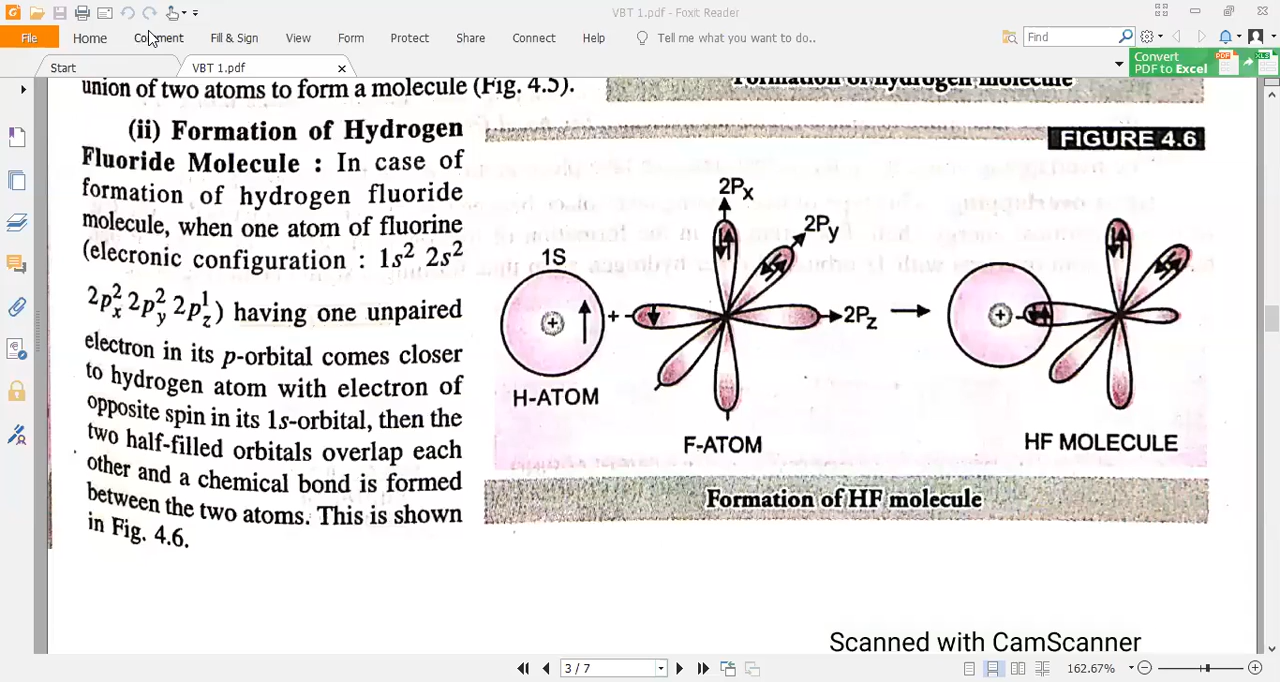 VBT 1.pdf - Foxit Reader
File Home Comment Fill & Sign View Form Protect Share Connect Help Tell me what you want to do.. Find
Start VBT 1.pdf
Convert
PDF to Excel
union of two atoms to form a molecule (Fig. 4.5).
Formation of hydrogen molecule
(ii) Formation of Hydrogen
Fluoride Molecule : In case of
formation of hydrogen fluoride
molecule, when one atom of fluorine
(elecronic configuration : 1s² 2s²
2p²ₓ 2p²ᵧ 2p¹z) having one unpaired
electron in its p-orbital comes closer
to hydrogen atom with electron of
opposite spin in its 1s-orbital, then the
two half-filled orbitals overlap each
other and a chemical bond is formed
between the two atoms. This is shown
in Fig. 4.6.
FIGURE 4.6
2Px
2Py
1S
+
+
2Pz
+
H-ATOM
F-ATOM
HF MOLECULE
Formation of HF molecule
Scanned with CamScanner
3 / 7
162.67%